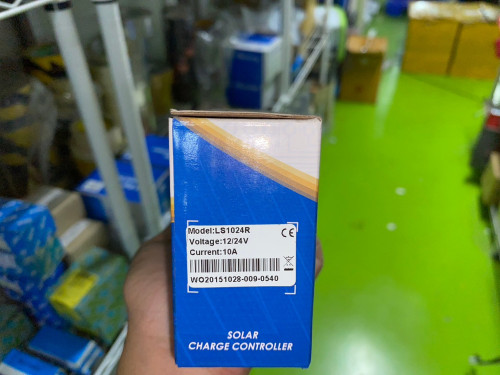 Model:LS1024R
Voltage:12/24V
Current:10A
CE
WO20151028-009-0540
SOLAR
CHARGE CONTROLLER